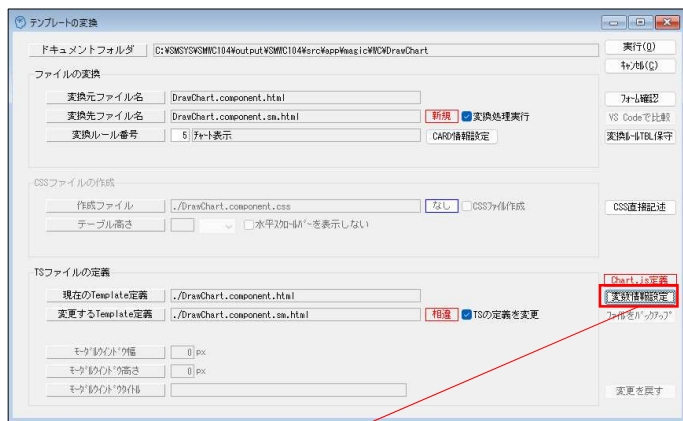 テンプレートの変換
ドキュメントフォルダ C:¥SMSYS¥SMWC104¥output¥SMWC104¥src¥app¥magic¥WC¥DrawChart 実行(O)
ｷｬﾝｾﾙ(C)
ファイルの変換
変換元ファイル名 DrawChart.component.html ﾌｫｰﾑ確認
変換先ファイル名 DrawChart.component.sm.html 新規 変換処理実行 VS Codeで比較
変換ルール番号 5 ﾁｬｰﾄ表示 CARD情報設定 変換ﾙｰﾙTBL保守
CSSファイルの作成
作成ファイル ./DrawChart.component.css なし CSSﾌｧｲﾙ作成 CSS直接記述
テーブル高さ 水平ｽｸﾛｰﾙﾊﾞｰを表示しない
TSファイルの定義 Chart.js定義
現在のTemplate定義 ./DrawChart.component.html 変数情報設定
変更するTemplate定義 ./DrawChart.component.sm.html 相違 TSの定義を変更 ﾌｧｲﾙをﾊﾞｯｸｱｯﾌﾟ
ﾓｰﾀﾞﾙｳｨﾝﾄﾞｳ幅 0 px
ﾓｰﾀﾞﾙｳｨﾝﾄﾞｳ高さ 0 px
ﾓｰﾀﾞﾙｳｨﾝﾄﾞｳﾀｲﾄﾙ 変更を戻す